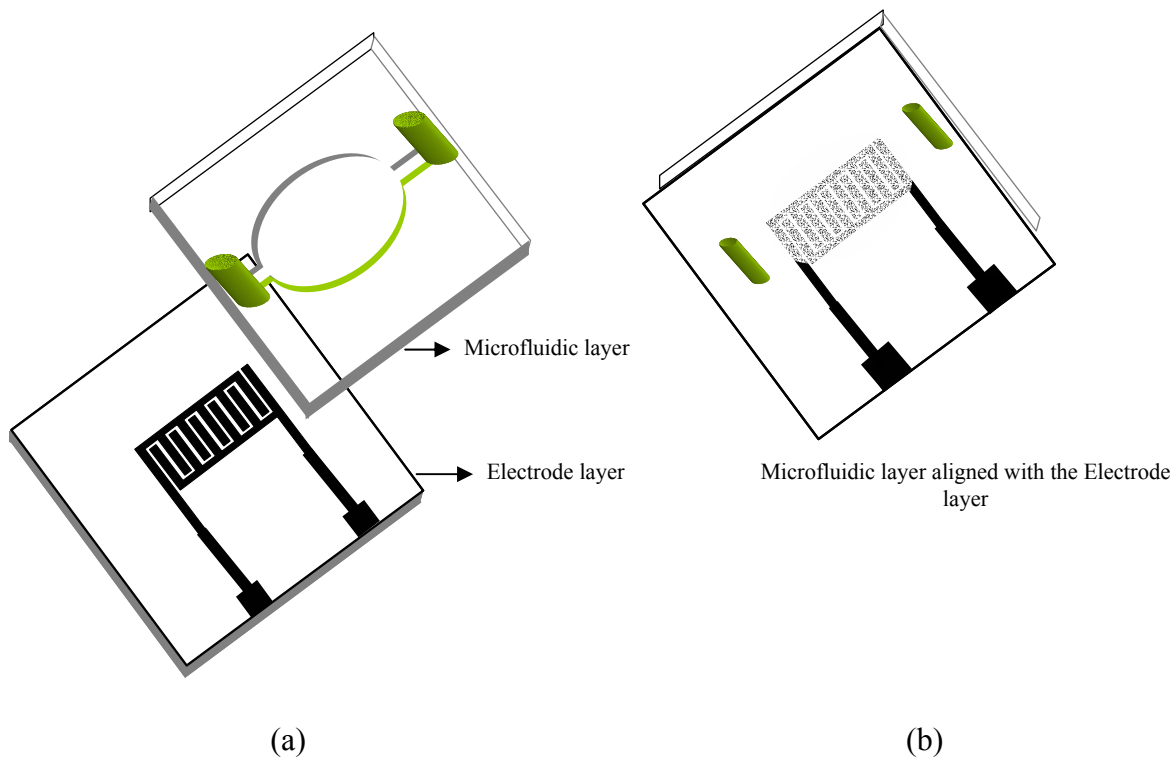 Microfluidic layer
Electrode layer
Microfluidic layer aligned with the Electrode
layer
(a)
(b)